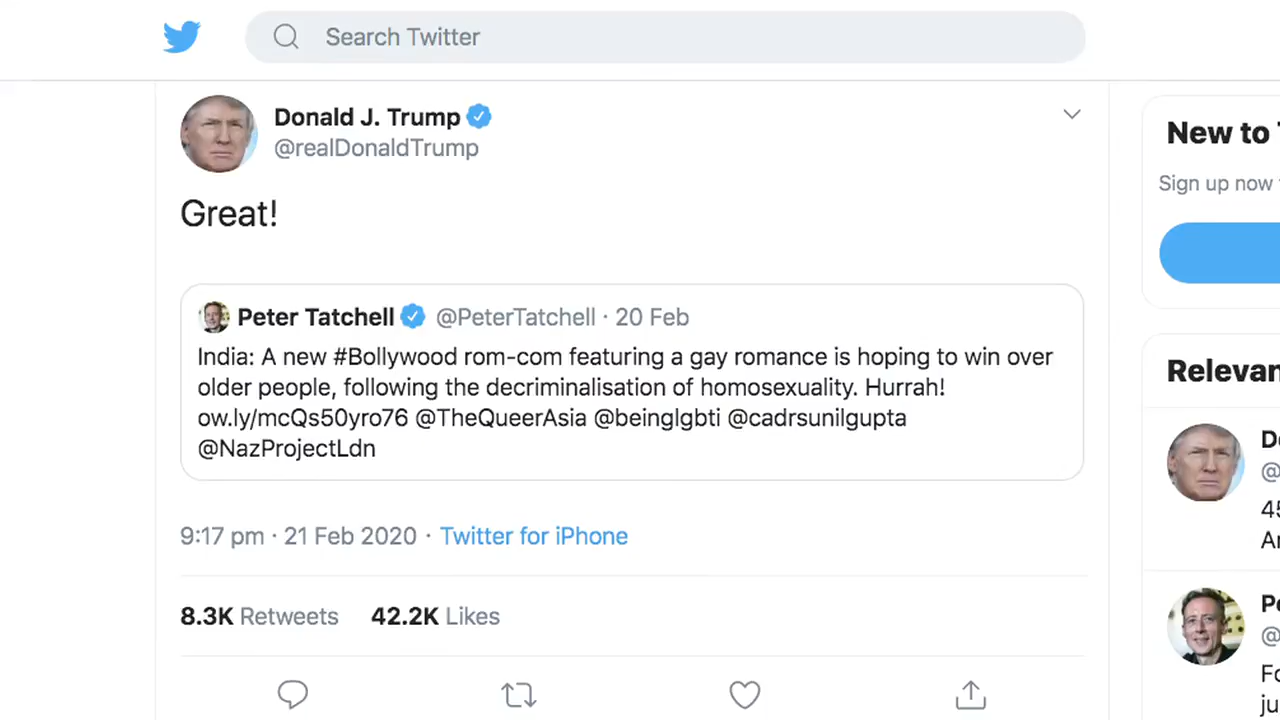 Search Twitter
Donald J. Trump
@realDonaldTrump
Great!
Peter Tatchell @PeterTatchell · 20 Feb
India: A new #Bollywood rom-com featuring a gay romance is hoping to win over
older people, following the decriminalisation of homosexuality. Hurrah!
ow.ly/mcQs50yro76 @TheQueerAsia @beinglgbti @cadrsunilgupta
@NazProjectLdn
9:17 pm · 21 Feb 2020 · Twitter for iPhone
8.3K Retweets 42.2K Likes
New to
Sign up now
Relevan
@
45
@